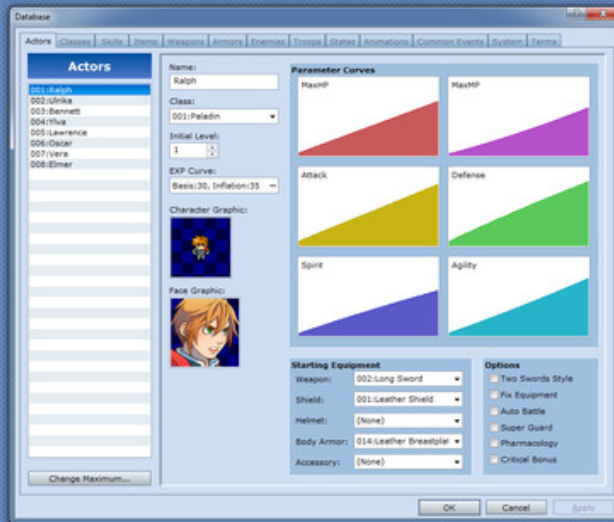 Database
Actors Classes Skills Items Weapons Armors Enemies Troops States Animations Common Events System Terms
Actors
001:Ralph
002:Ulrika
003:Bennett
004:Ylva
005:Lawrence
006:Oscar
007:Vera
008:Elmer
Change Maximum...
Name:
Ralph
Class:
001:Paladin
Initial Level:
1
EXP Curve:
Basis:30, Inflation:35
Character Graphic:
Face Graphic:
Parameter Curves
MaxHP
MaxMP
Attack
Defense
Spirit
Agility
Starting Equipment
Weapon: 002:Long Sword
Shield: 001:Leather Shield
Helmet: (None)
Body Armor: 014:Leather Breastplat
Accessory: (None)
Options
Two Swords Style
Fix Equipment
Auto Battle
Super Guard
Pharmacology
Critical Bonus
OK Cancel Apply